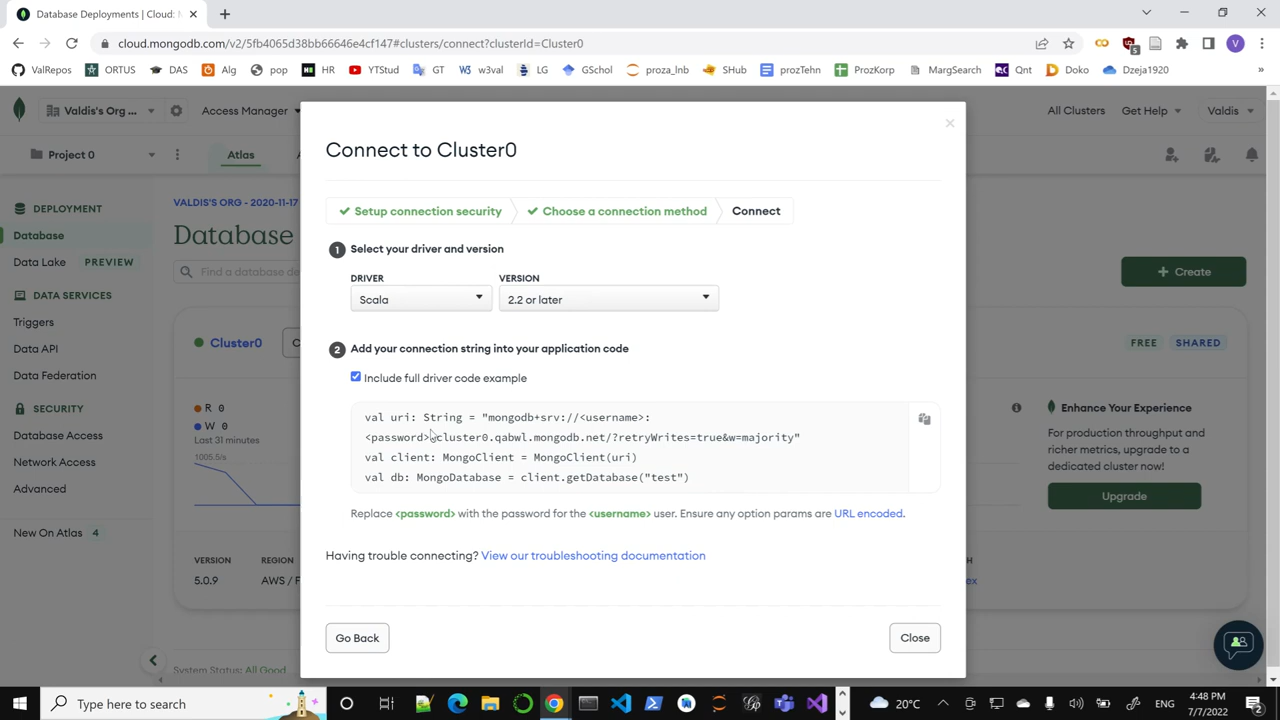 Database Deployments | Cloud: M
cloud.mongodb.com/v2/5fb4065d38bb66646e4cf147#clusters/connect?clusterId=Cluster0
V
ValRepos ORTUS DAS Alg pop HR YTStud GT w3val LG GSchol proza_lnb SHub prozTehn ProzKorp MargSearch Qnt Doko Dzeja1920 »
Valdis's Org ... Access Manager All Clusters Get Help Valdis
Project 0 Atlas
DEPLOYMENT
Database
Data Lake PREVIEW
DATA SERVICES
Triggers
Data API
Data Federation
SECURITY
Database Access
Network Access
Advanced
New On Atlas 4
VALDIS'S ORG - 2020-11-17
Database
Find a database de
Create
Cluster0
FREE SHARED
R 0
W 0
Last 31 minutes
1005.5/s
Enhance Your Experience
For production throughput and
richer metrics, upgrade to a
dedicated cluster now!
Upgrade
VERSION REGION
5.0.9 AWS / F
System Status: All Good
Connect to Cluster0
Setup connection security Choose a connection method Connect
1 Select your driver and version
DRIVER VERSION
Scala 2.2 or later
2 Add your connection string into your application code
Include full driver code example
val uri: String = "mongodb+srv://<username>:
<password>@cluster0.qabwl.mongodb.net/?retryWrites=true&w=majority"
val client: MongoClient = MongoClient(uri)
val db: MongoDatabase = client.getDatabase("test")
Replace <password> with the password for the <username> user. Ensure any option params are URL encoded.
Having trouble connecting? View our troubleshooting documentation
Go Back Close
Type here to search
20°C ENG
4:48 PM
7/7/2022
2